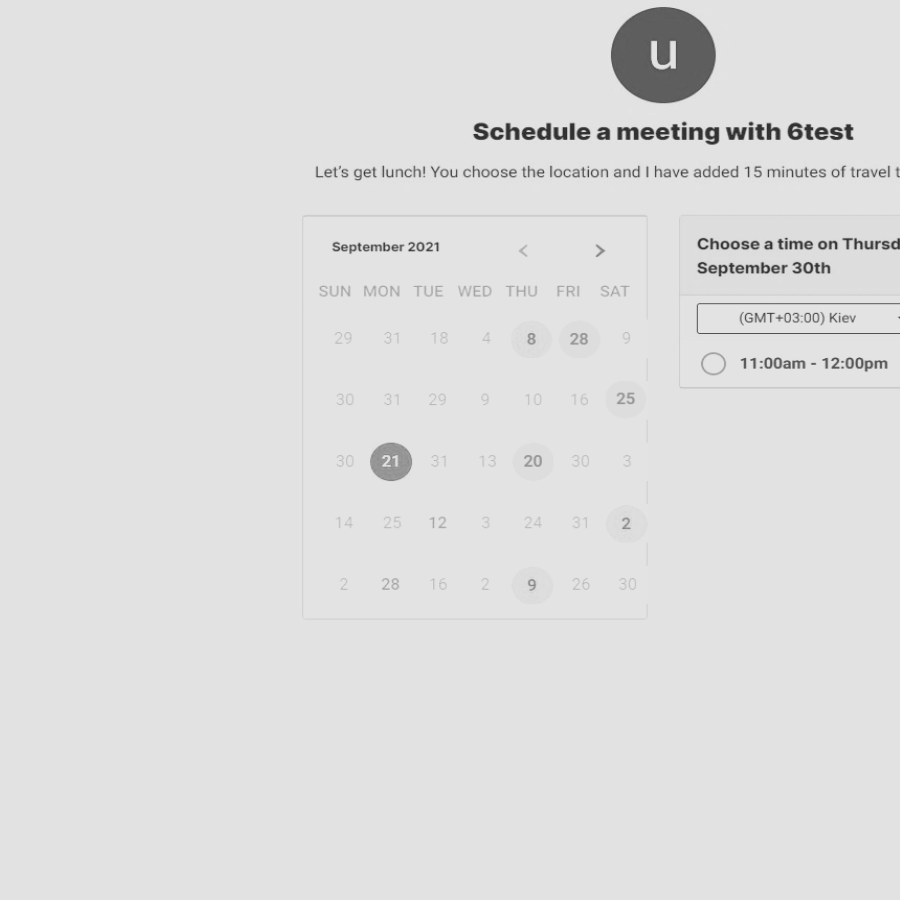 u
Schedule a meeting with 6test
Let's get lunch! You choose the location and I have added 15 minutes of travel
September 2021 < >
SUN MON TUE WED THU FRI SAT
29 31 18 4 8 28 9
30 31 29 9 10 16 25
30 21 31 13 20 30 3
14 25 12 3 24 31 2
2 28 16 2 9 26 30
Choose a time on Thursd
September 30th
(GMT+03:00) Kiev
11:00am - 12:00pm